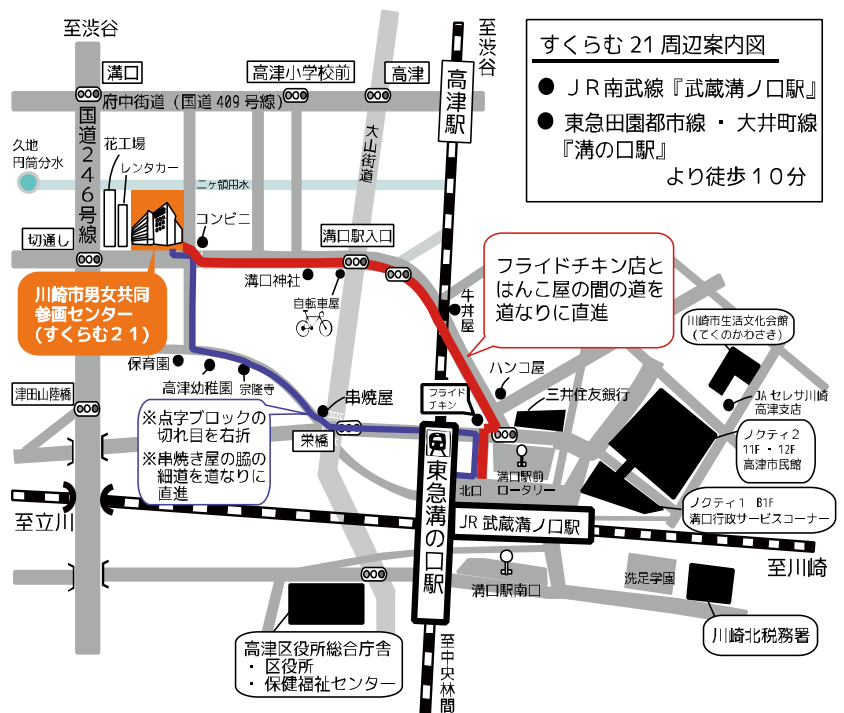 至渋谷
溝口
高津小学校前
高津
至渋谷
高津駅
府中街道（国道409号線）
国道246号線
大山街道
すくらむ21周辺案内図
● JR南武線『武蔵溝ノ口駅』
● 東急田園都市線・大井町線
『溝の口駅』
より徒歩10分
久地
円筒分水
花工場
レンタカー
二ヶ領用水
コンビニ
切通し
溝口駅入口
溝口神社
自転車屋
川崎市男女共同
参画センター
(すくらむ21)
フライドチキン店と
はんこ屋の間の道を
道なりに直進
牛丼屋
川崎市生活文化会館
(てくのかわさき)
保育園
高津幼稚園
宗隆寺
ハンコ屋
津田山陸橋
串焼屋
フライド
チキン
三井住友銀行
JAセレサ川崎
高津支店
※点字ブロックの
切れ目を右折
※串焼き屋の脇の
細道を道なりに
直進
栄橋
ノクティ2
11F・12F
高津市民館
北口
溝口駅前
ロータリー
東急溝の口駅
ノクティ1 B1F
溝口行政サービスコーナー
至立川
JR武蔵溝ノ口駅
至川崎
溝口駅南口
洗足学園
川崎北税務署
高津区役所総合庁舎
・区役所
・保健福祉センター
至中央林間